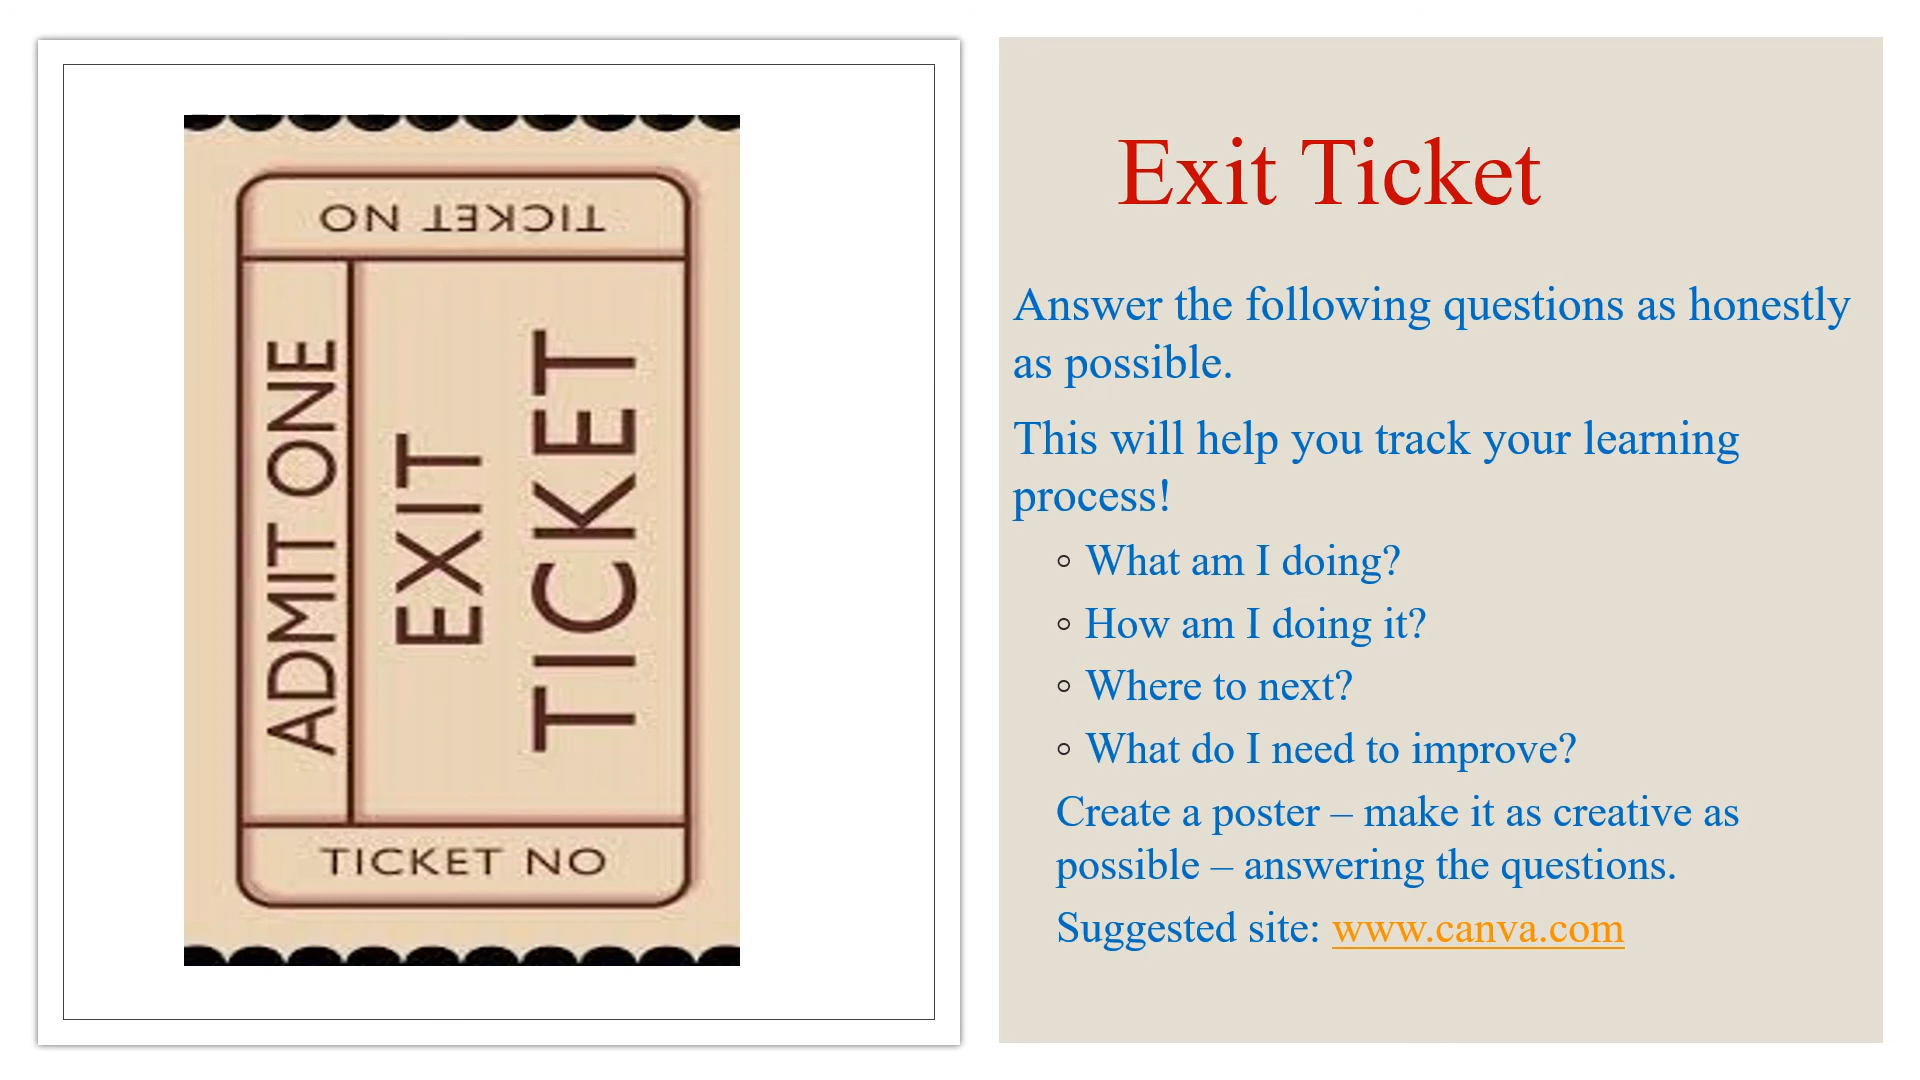 TICKET NO
ADMIT ONE
EXIT
TICKET
TICKET NO
Exit Ticket
Answer the following questions as honestly
as possible.
This will help you track your learning
process!
What am I doing?
How am I doing it?
Where to next?
What do I need to improve?
Create a poster – make it as creative as
possible – answering the questions.
Suggested site: www.canva.com